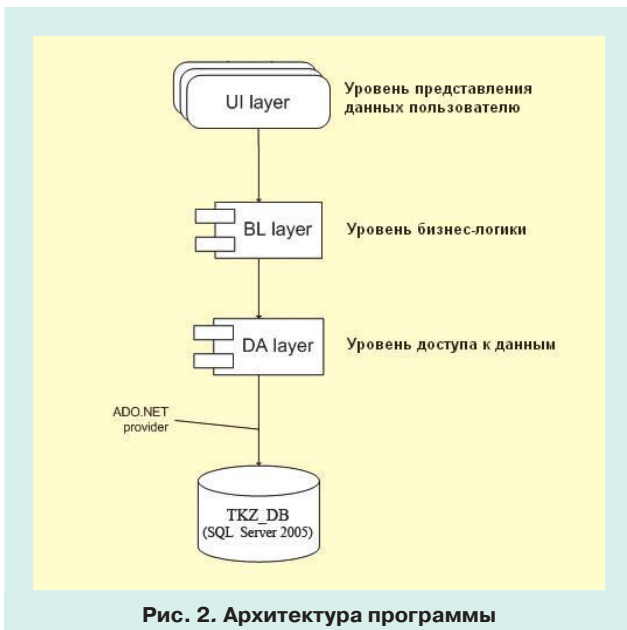 UI layer
Уровень представления
данных пользователю
BL layer
Уровень бизнес-логики
DA layer
Уровень доступа к данным
ADO.NET
provider
TKZ_DB
(SQL Server 2005)
Рис. 2. Архитектура программы